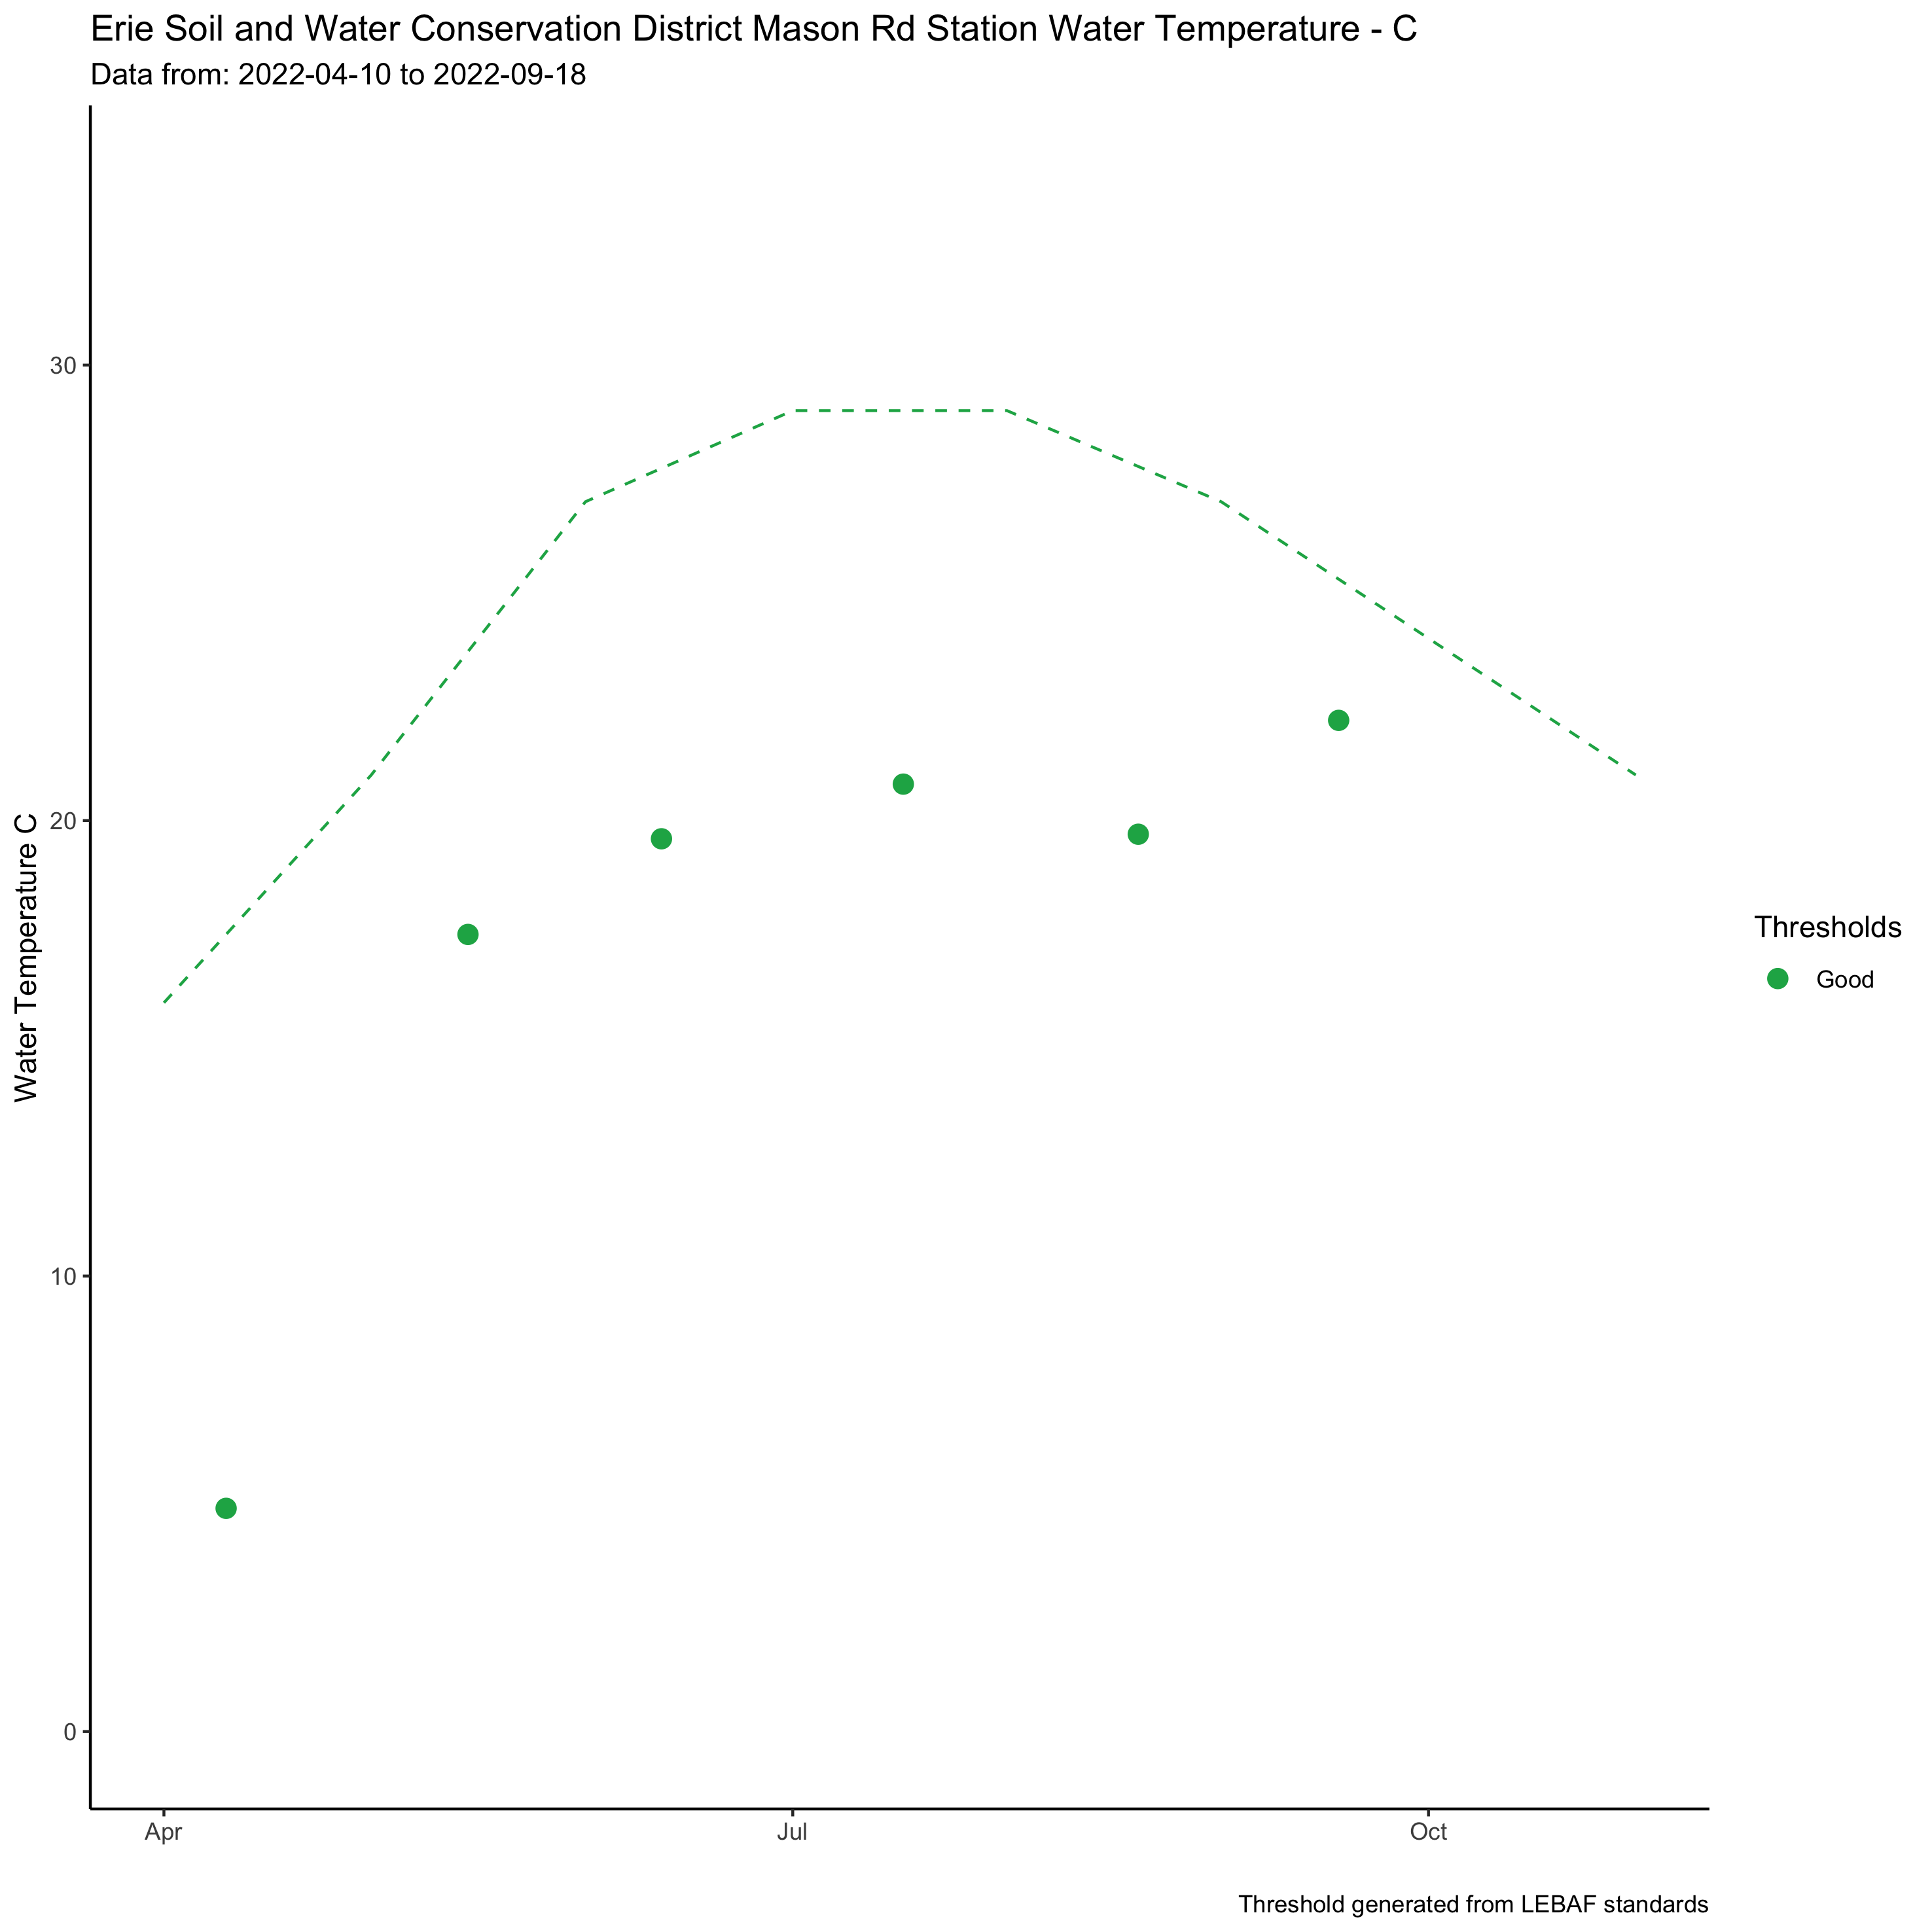 Erie Soil and Water Conservation District Mason Rd Station Water Temperature - C
Data from: 2022-04-10 to 2022-09-18
Water Temperature C
30
20
10
0
Apr
Jul
Oct
Thresholds
Good
Threshold generated from LEBAF standards